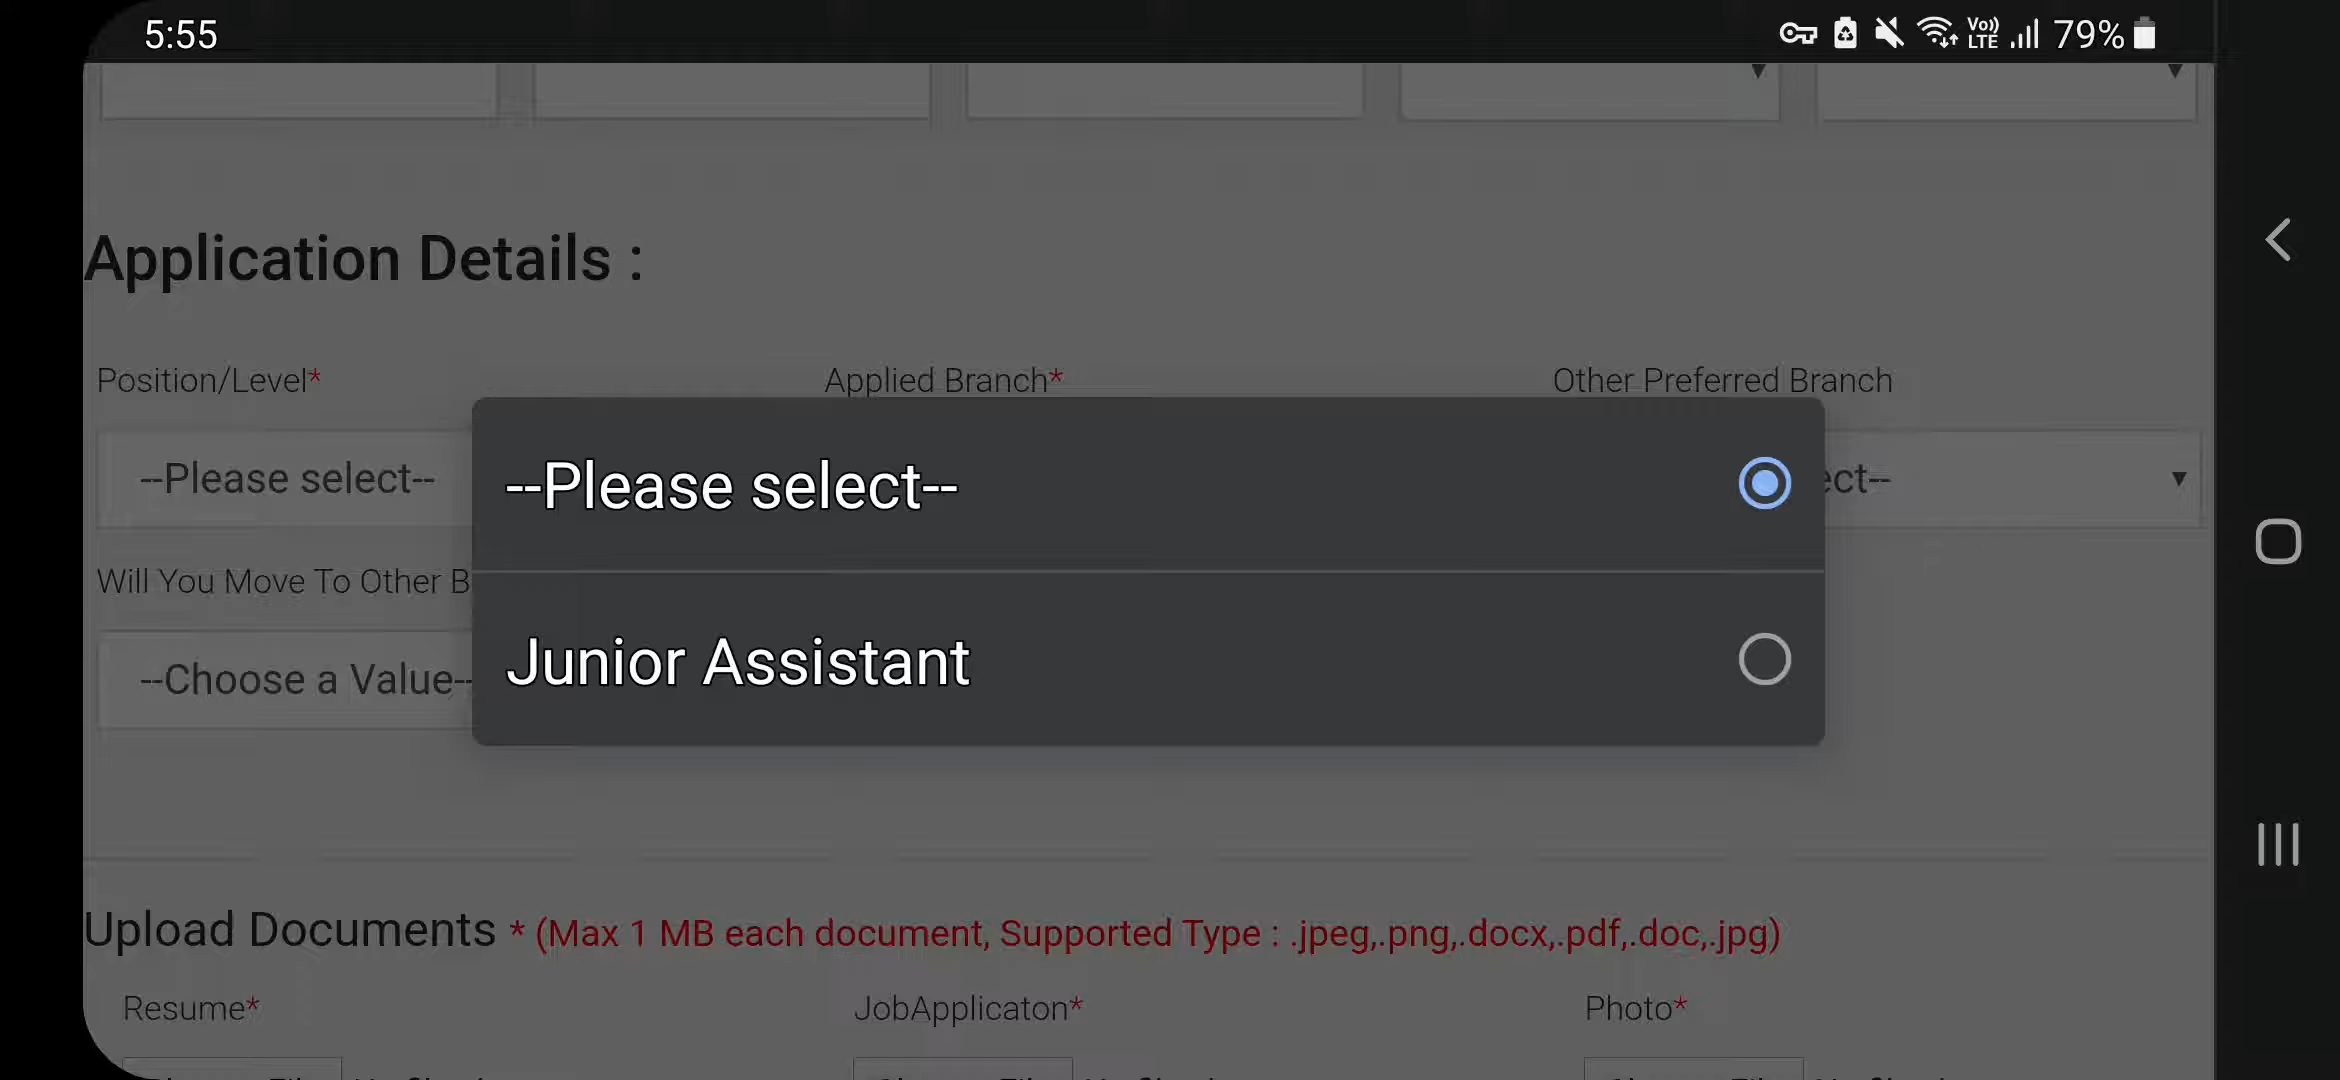 5:55
Vo)) LTE 79%
Application Details :
Position/Level* Applied Branch* Other Preferred Branch
--Please select-- ect--
--Please select--
Will You Move To Other B
Junior Assistant
--Choose a Value--
Upload Documents * (Max 1 MB each document, Supported Type : .jpeg,.png,.docx,.pdf,.doc,.jpg)
Resume* JobApplicaton* Photo*